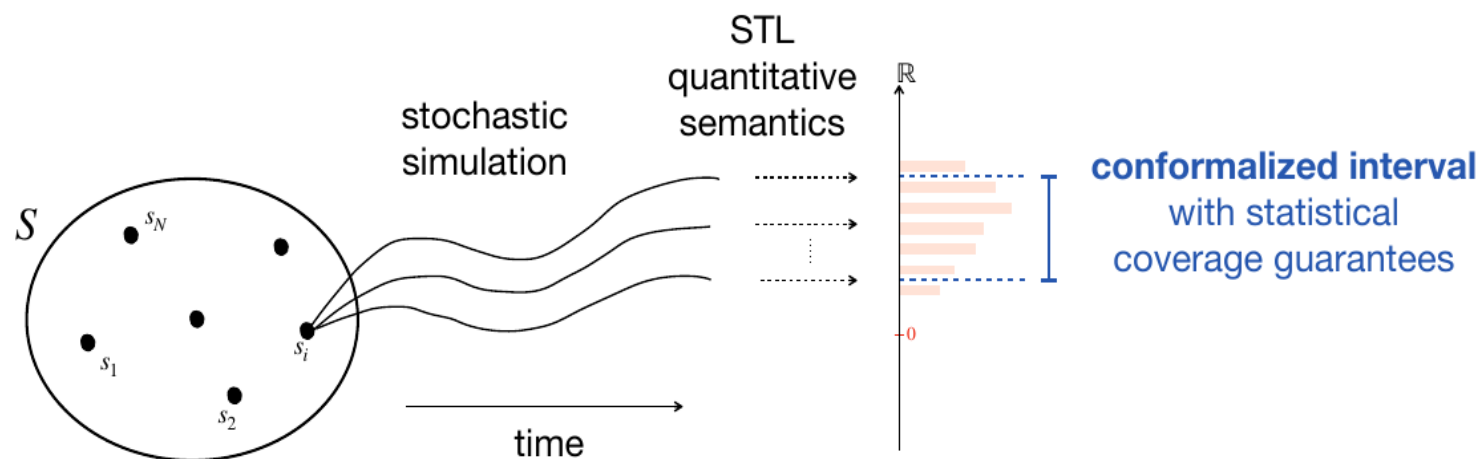 STL
quantitative
semantics
ℝ
stochastic
simulation
conformalized interval
with statistical
coverage guarantees
S
s_N
s_i
s_1
s_2
0
time